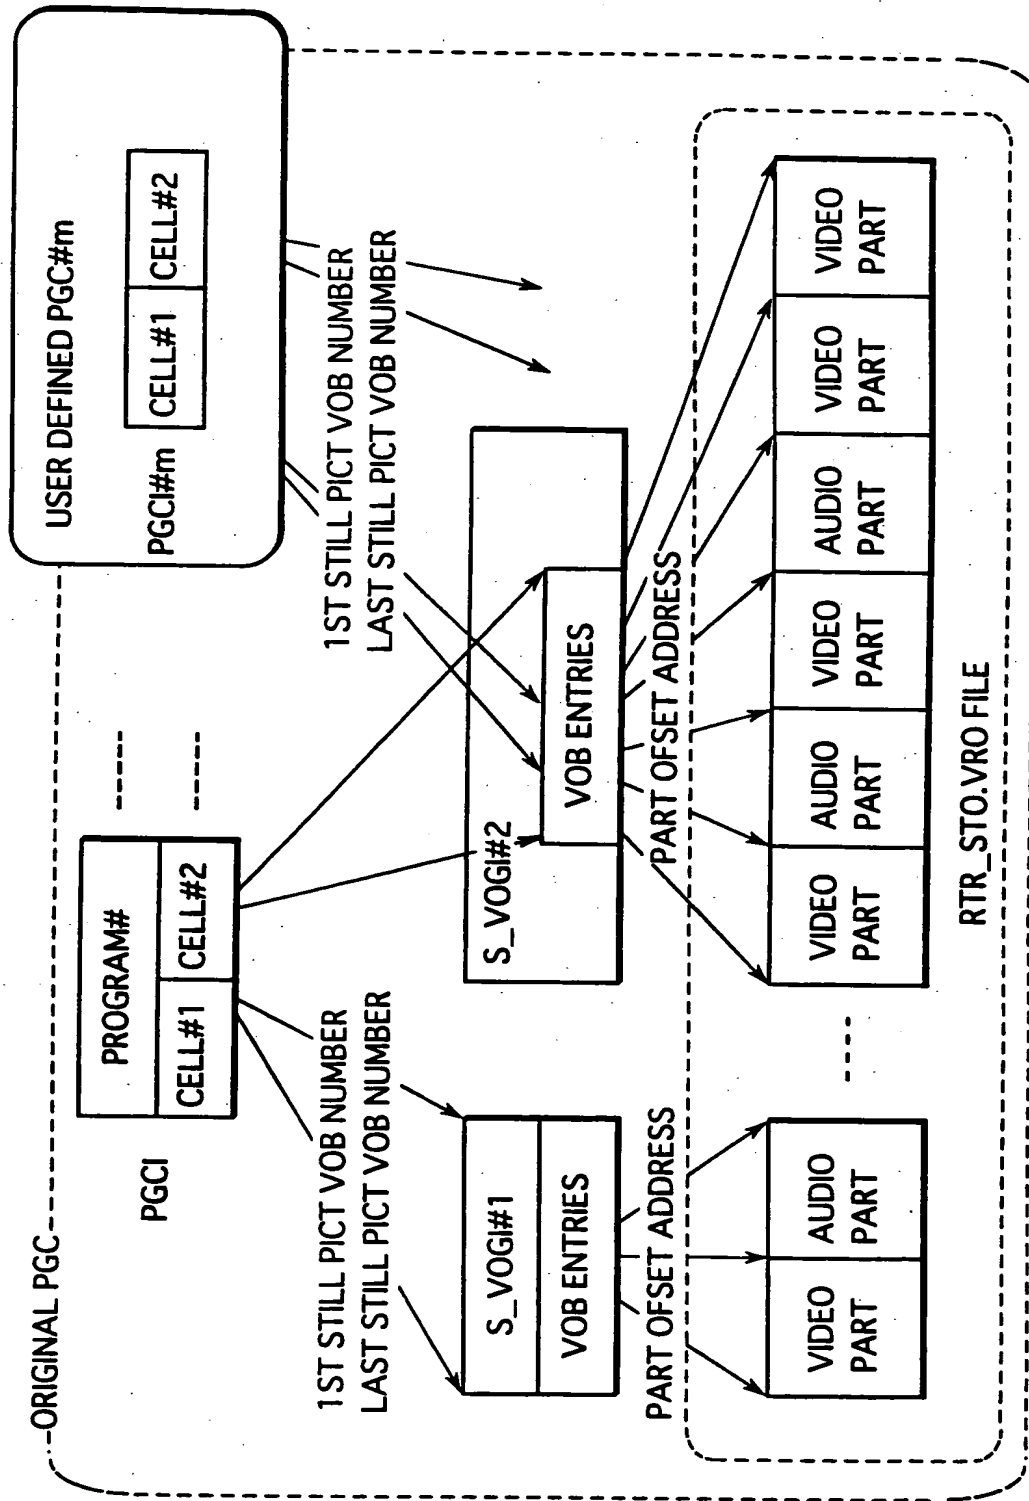 ORIGINAL PGC
PGCI
PROGRAM#
CELL#1
CELL#2
USER DEFINED PGC#m
PGCI#m
CELL#1
CELL#2
1ST STILL PICT VOB NUMBER
LAST STILL PICT VOB NUMBER
1ST STILL PICT VOB NUMBER
LAST STILL PICT VOB NUMBER
S_VOGI#1
VOB ENTRIES
S_VOGI#2
VOB ENTRIES
PART OFSET ADDRESS
PART OFSET ADDRESS
VIDEO
PART
AUDIO
PART
VIDEO
PART
AUDIO
PART
VIDEO
PART
AUDIO
PART
VIDEO
PART
VIDEO
PART
RTR_STO.VRO FILE